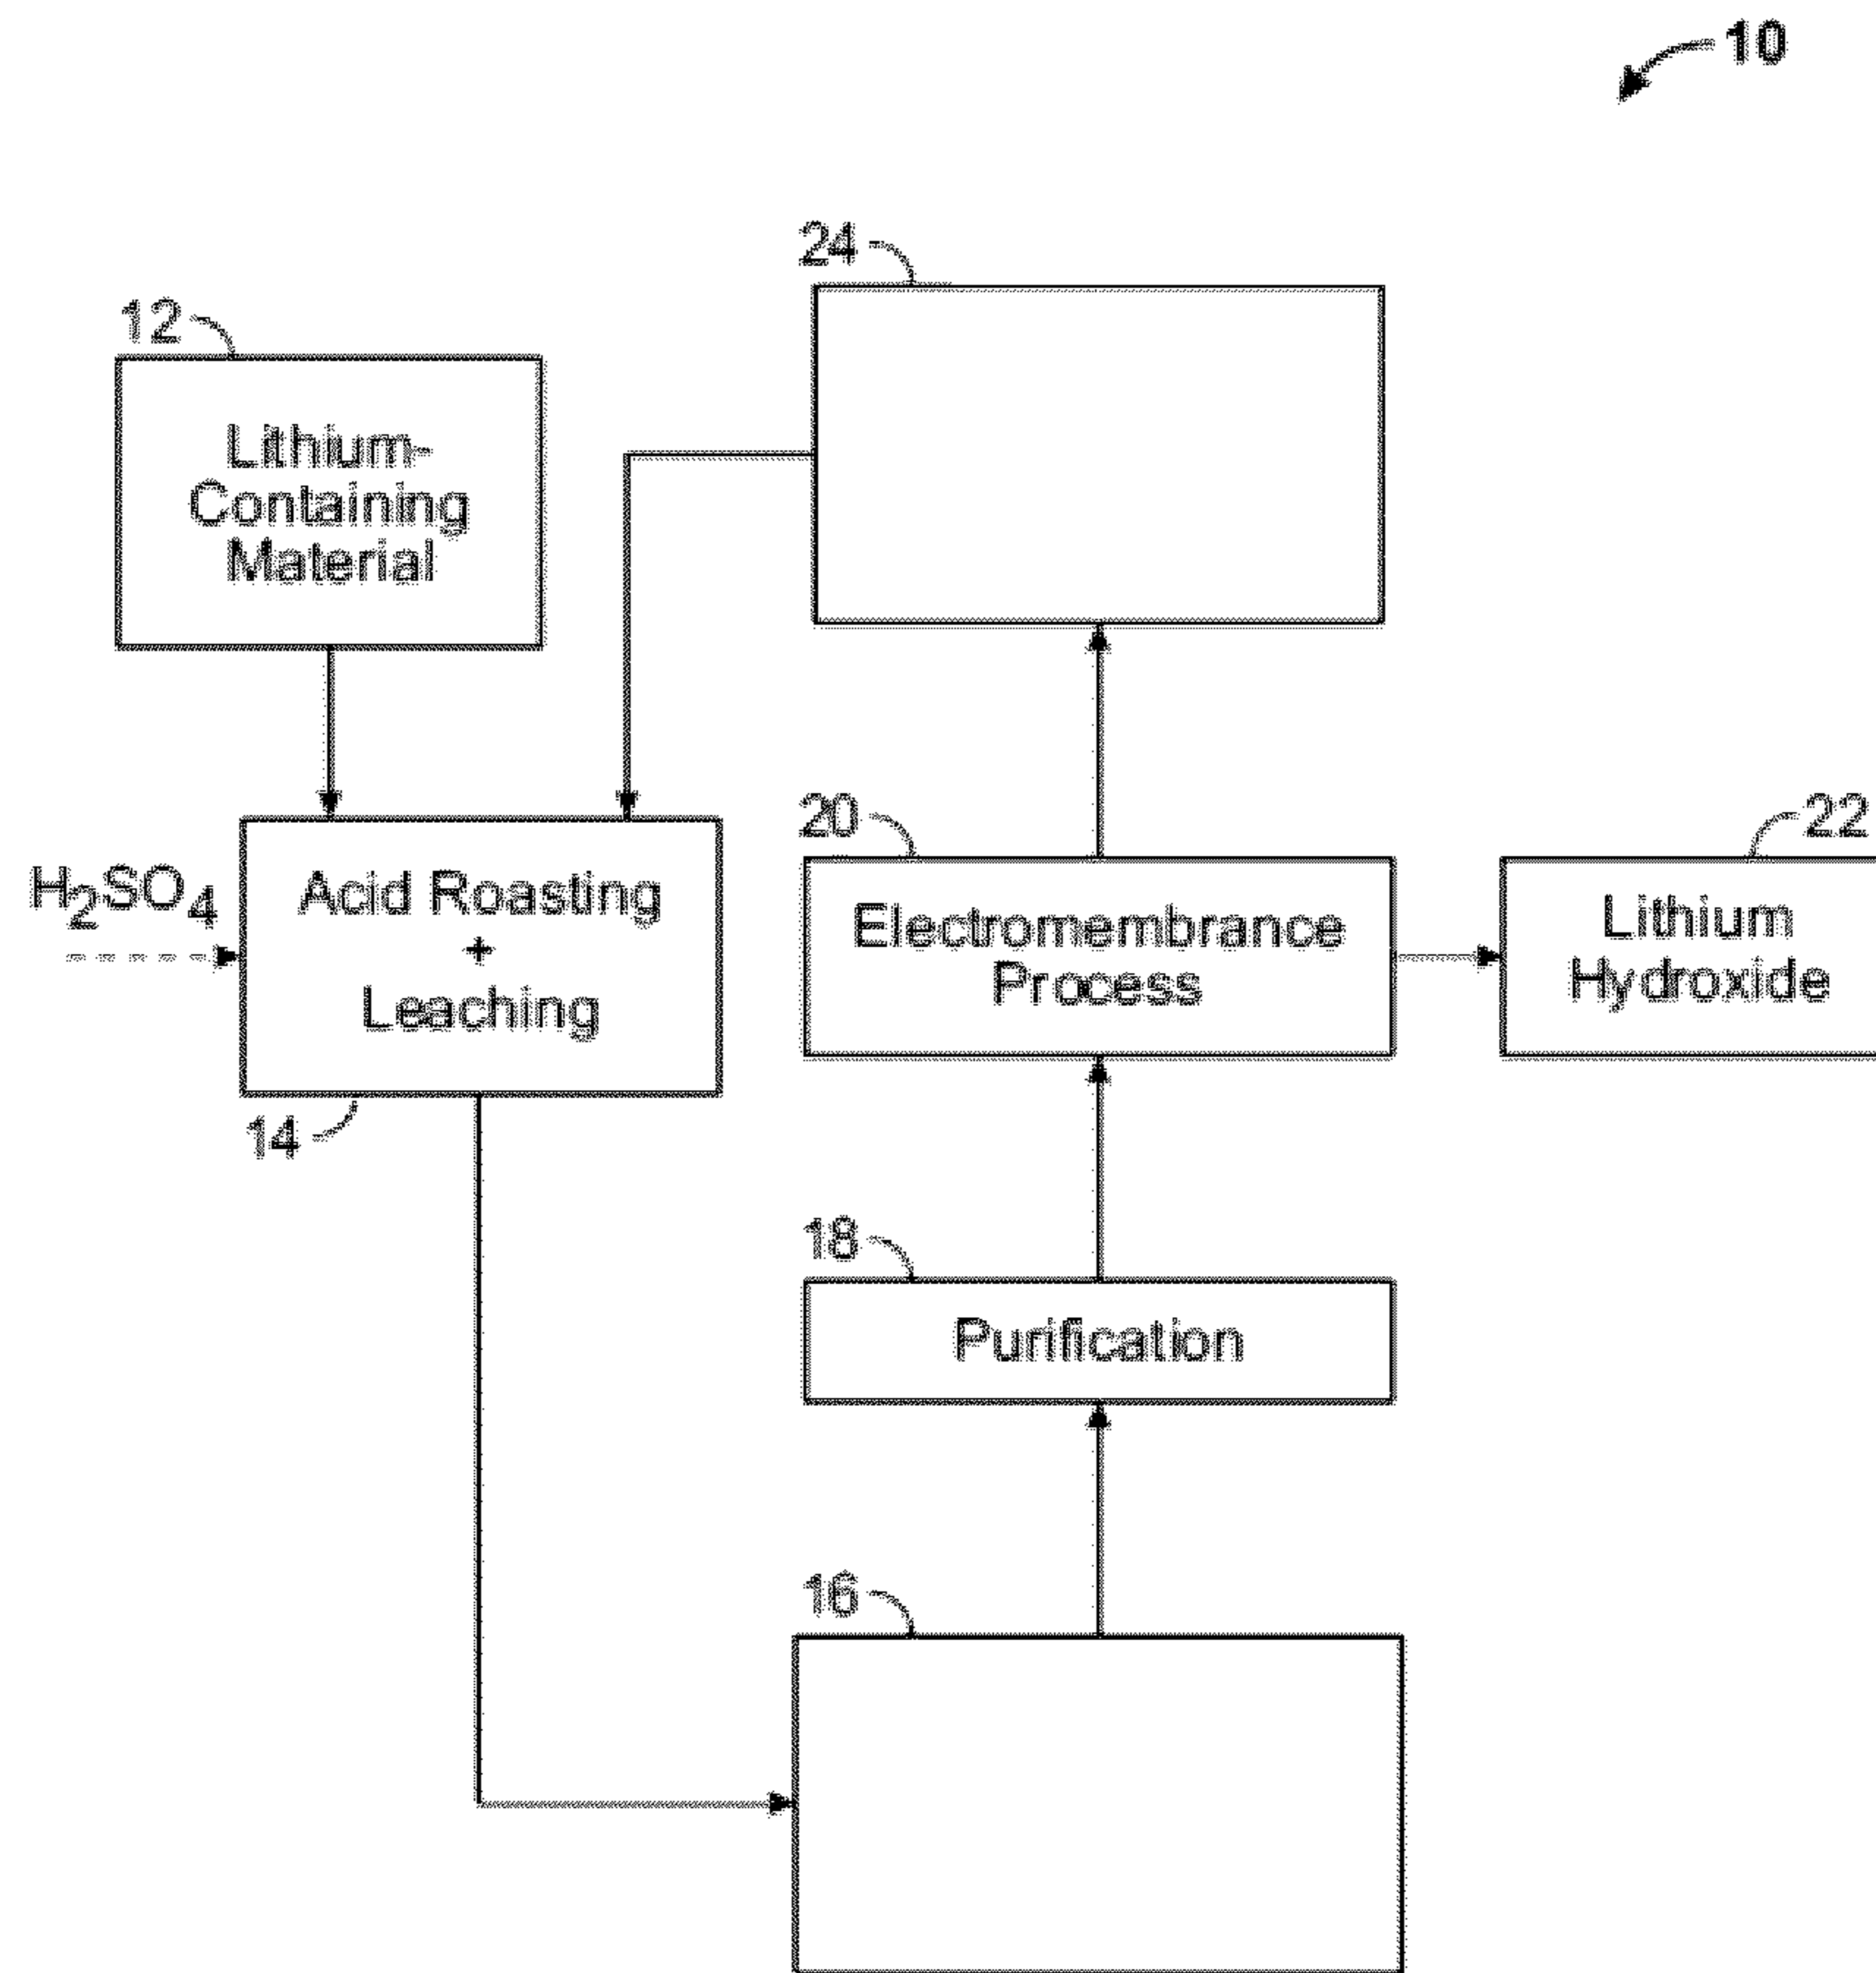 10
24
12
Lithium-
Containing
Material
H₂SO₄
Acid Roasting
+
Leaching
14
20
Electromembrance
Process
22
Lithium
Hydroxide
18
Purification
16